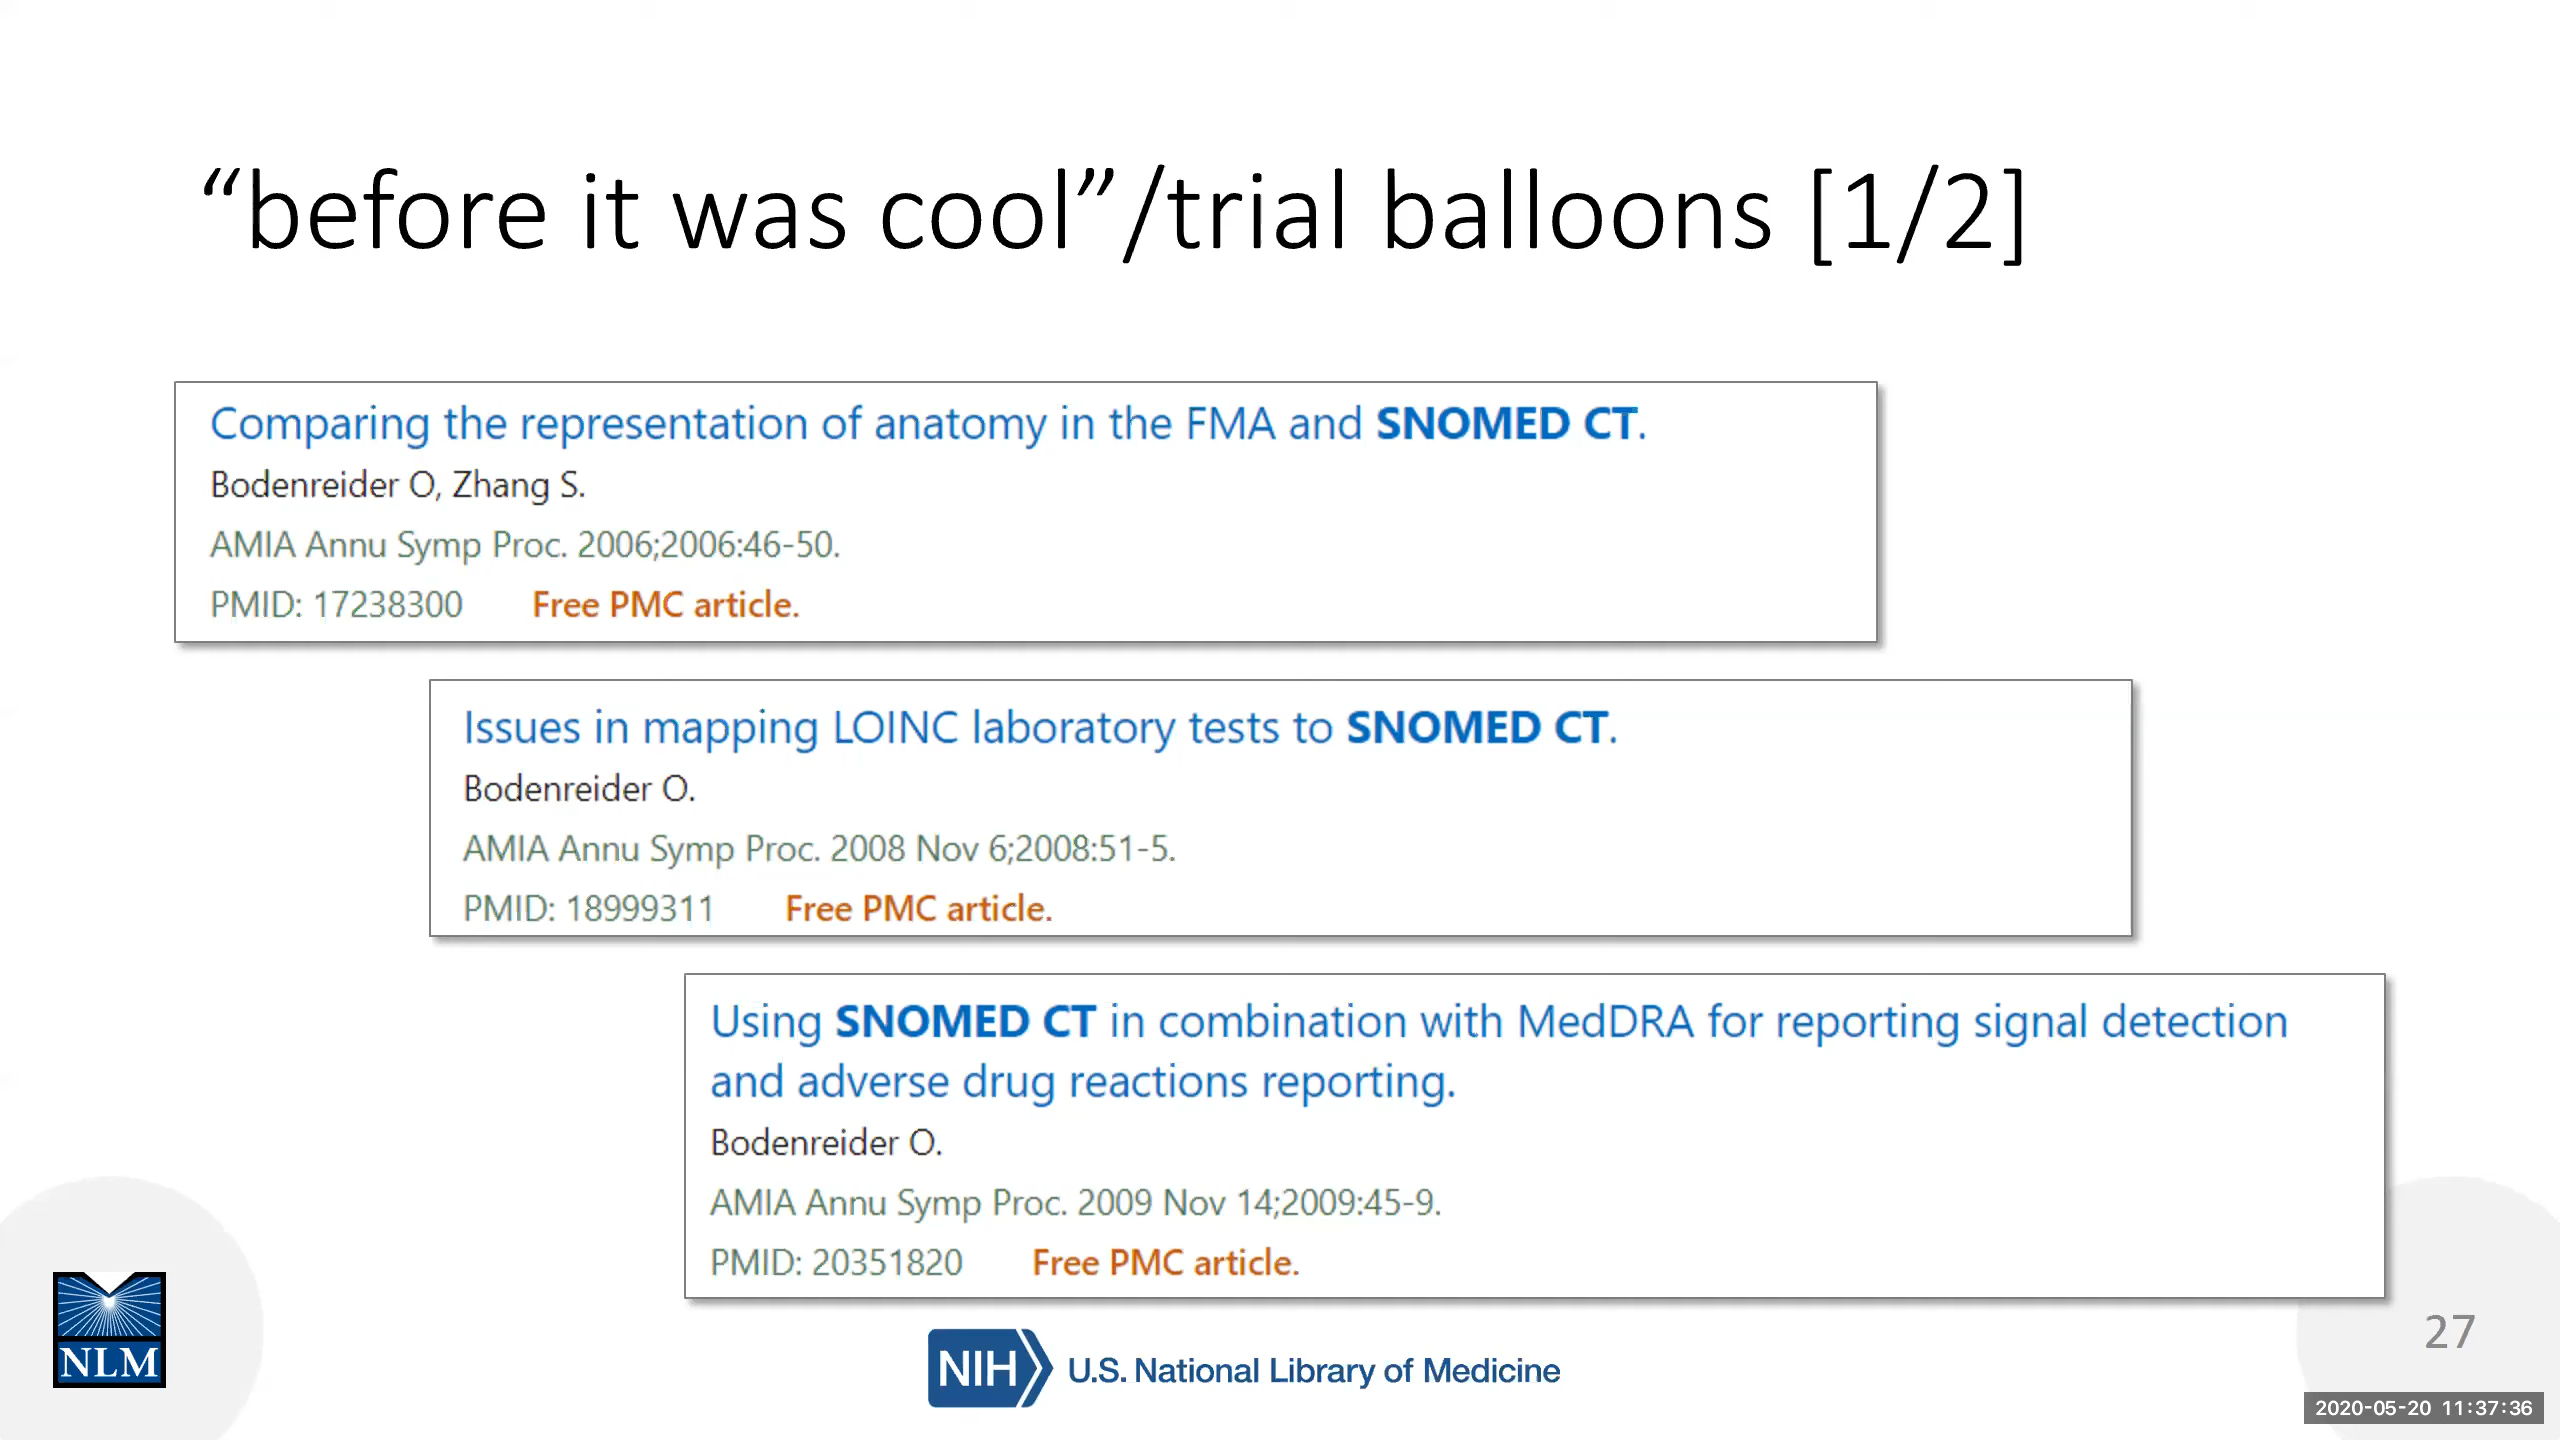 “before it was cool”/trial balloons [1/2]
Comparing the representation of anatomy in the FMA and SNOMED CT.
Bodenreider O, Zhang S.
AMIA Annu Symp Proc. 2006;2006:46-50.
PMID: 17238300 Free PMC article.
Issues in mapping LOINC laboratory tests to SNOMED CT.
Bodenreider O.
AMIA Annu Symp Proc. 2008 Nov 6;2008:51-5.
PMID: 18999311 Free PMC article.
Using SNOMED CT in combination with MedDRA for reporting signal detection
and adverse drug reactions reporting.
Bodenreider O.
AMIA Annu Symp Proc. 2009 Nov 14;2009:45-9.
PMID: 20351820 Free PMC article.
NLM
NIH U.S. National Library of Medicine
27
2020-05-20 11:37:36